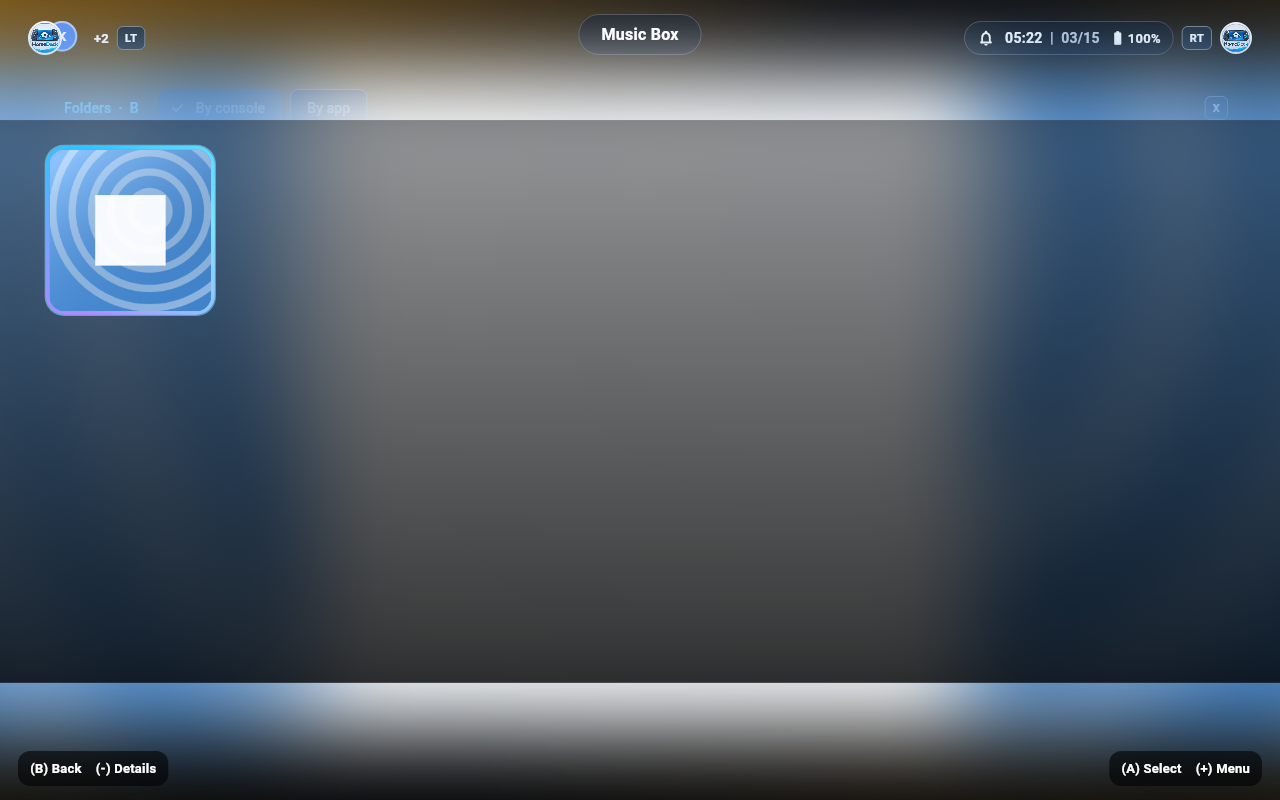 +2 LT
Music Box
05:22 | 03/15 100% RT
Folders · B By console By app X
(B) Back (-) Details
(A) Select (+) Menu